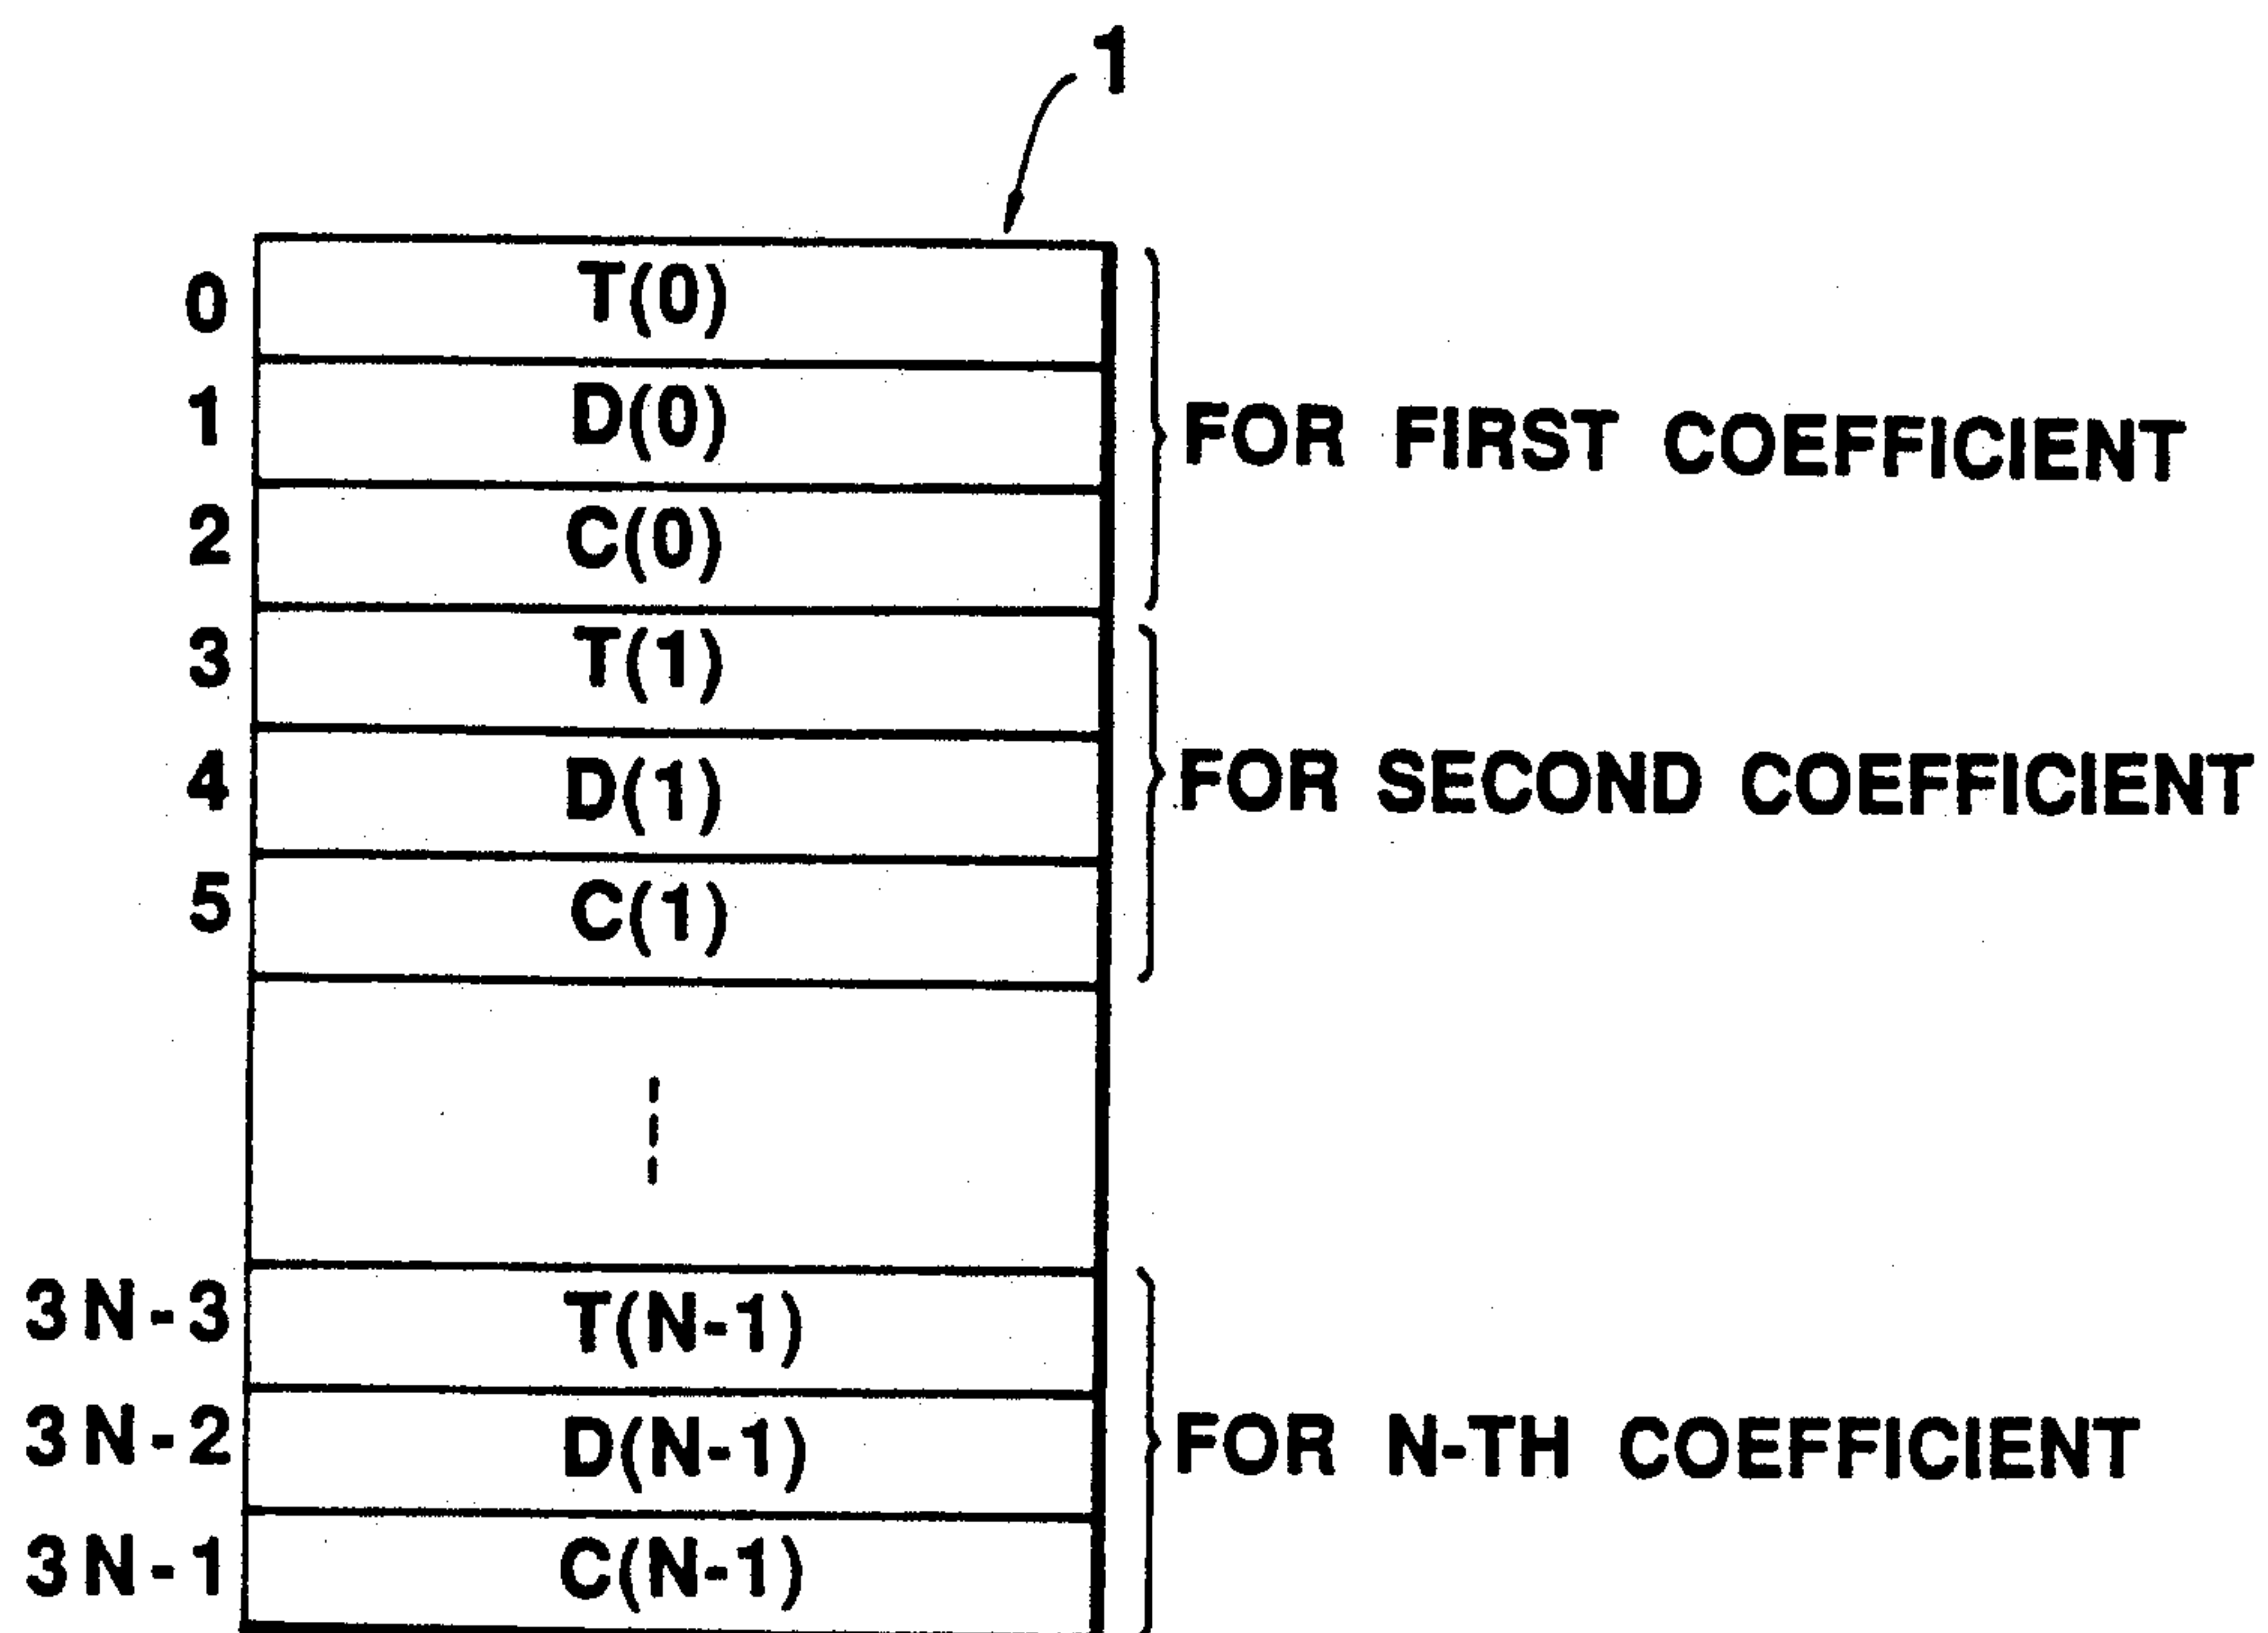 1
0 T(0)
1 D(0)
2 C(0)
FOR FIRST COEFFICIENT
3 T(1)
4 D(1)
5 C(1)
FOR SECOND COEFFICIENT
3N-3 T(N-1)
3N-2 D(N-1)
3N-1 C(N-1)
FOR N-TH COEFFICIENT